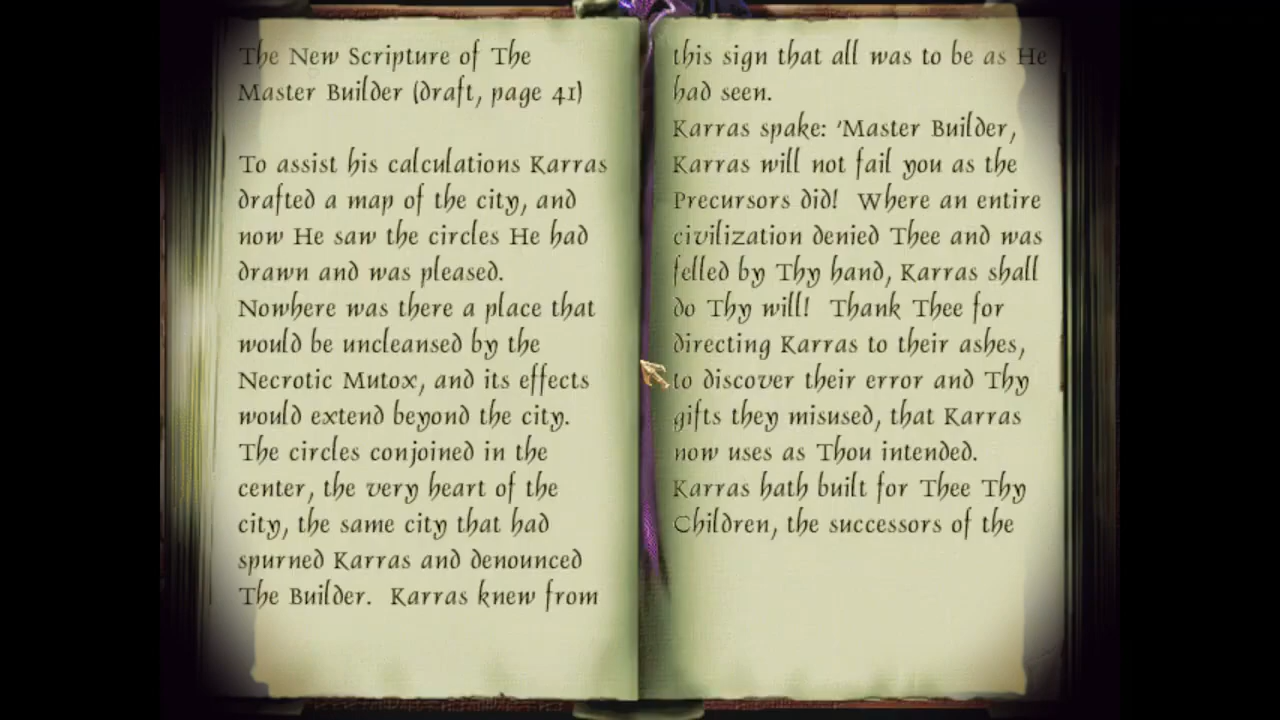 The New Scripture of The
Master Builder (draft, page 41)
To assist his calculations Karras
drafted a map of the city, and
now He saw the circles He had
drawn and was pleased.
Nowhere was there a place that
would be uncleansed by the
Necrotic Mutox, and its effects
would extend beyond the city.
The circles conjoined in the
center, the very heart of the
city, the same city that had
spurned Karras and denounced
The Builder.  Karras knew from
this sign that all was to be as He
had seen.
Karras spake: 'Master Builder,
Karras will not fail you as the
Precursors did!  Where an entire
civilization denied Thee and was
felled by Thy hand, Karras shall
do Thy will!  Thank Thee for
directing Karras to their ashes,
to discover their error and Thy
gifts they misused, that Karras
now uses as Thou intended.
Karras hath built for Thee Thy
Children, the successors of the